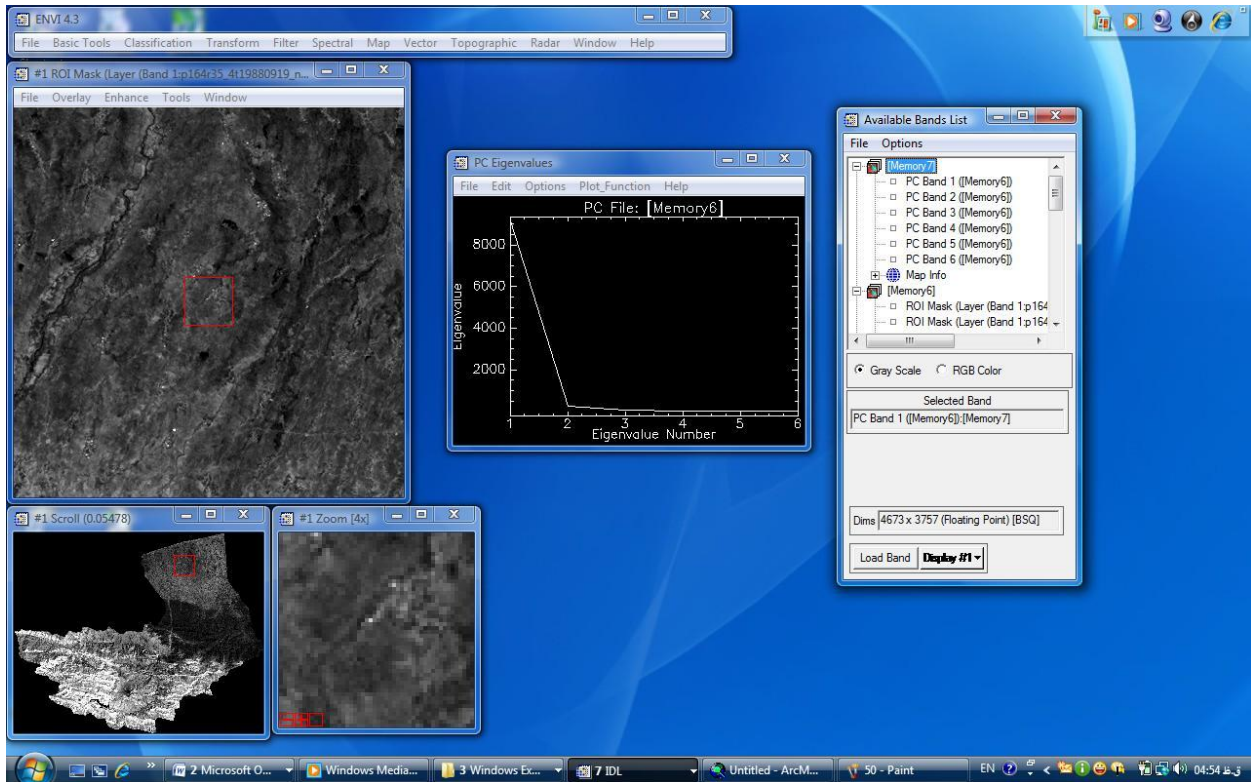 ENVI 4.3
File Basic Tools Classification Transform Filter Spectral Map Vector Topographic Radar Window Help
#1 ROI Mask (Layer (Band 1:p164r35_4t19880919_n...
File Overlay Enhance Tools Window
PC Eigenvalues
File Edit Options Plot_Function Help
PC File: [Memory6]
8000
6000
4000
2000
Eigenvalue
1 2 3 4 5 6
Eigenvalue Number
Available Bands List
File Options
[Memory7]
PC Band 1 ([Memory6])
PC Band 2 ([Memory6])
PC Band 3 ([Memory6])
PC Band 4 ([Memory6])
PC Band 5 ([Memory6])
PC Band 6 ([Memory6])
Map Info
[Memory6]
ROI Mask (Layer (Band 1:p164
ROI Mask (Layer (Band 1:p164
Gray Scale RGB Color
Selected Band
PC Band 1 ([Memory6]):[Memory7]
Dims 4673 x 3757 (Floating Point) [BSQ]
Load Band Display #1
#1 Scroll (0.05478)
#1 Zoom [4x]
2 Microsoft O... Windows Media... 3 Windows Ex... 7 IDL Untitled - ArcM... 50 - Paint EN 04:54 ق.ظ